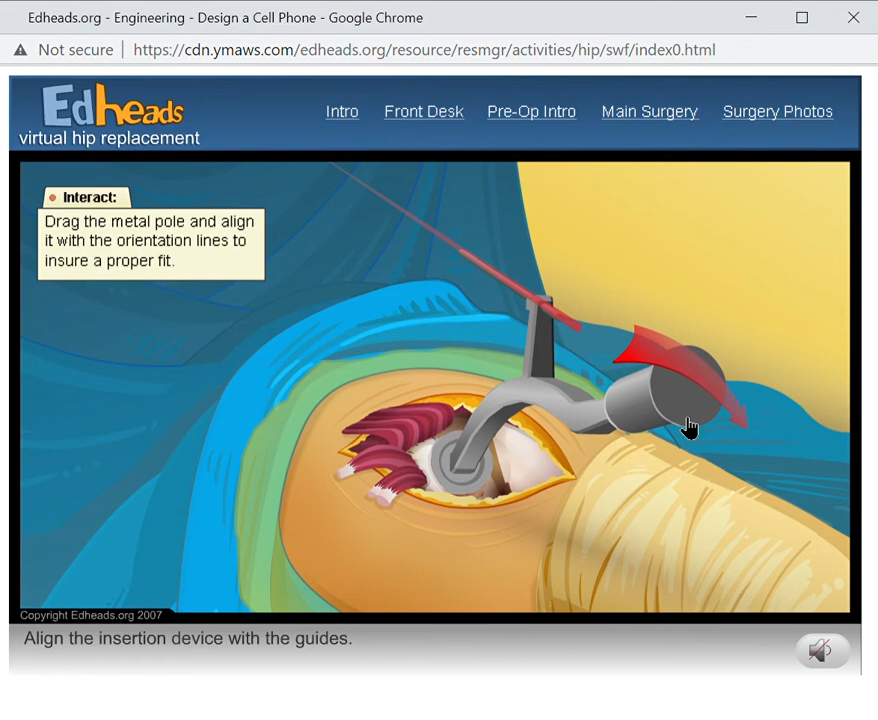 Edheads.org - Engineering - Design a Cell Phone - Google Chrome
Not secure | https://cdn.ymaws.com/edheads.org/resource/resmgr/activities/hip/swf/index0.html
Edheads
virtual hip replacement
Intro Front Desk Pre-Op Intro Main Surgery Surgery Photos
Interact:
Drag the metal pole and align
it with the orientation lines to
insure a proper fit.
Copyright Edheads.org 2007
Align the insertion device with the guides.